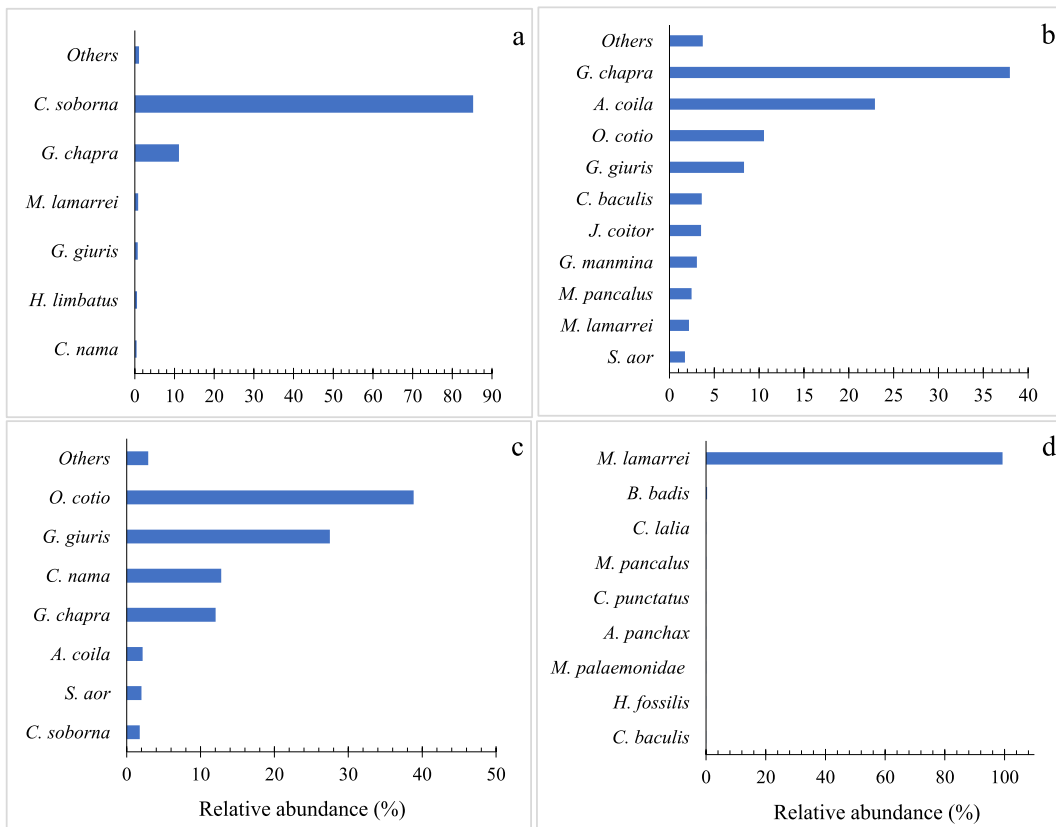 a
Others
C. soborna
G. chapra
M. lamarrei
G. giuris
H. limbatus
C. nama
0 10 20 30 40 50 60 70 80 90
b
Others
G. chapra
A. coila
O. cotio
G. giuris
C. baculis
J. coitor
G. manmina
M. pancalus
M. lamarrei
S. aor
0 5 10 15 20 25 30 35 40
c
Others
O. cotio
G. giuris
C. nama
G. chapra
A. coila
S. aor
C. soborna
0 10 20 30 40 50
Relative abundance (%)
d
M. lamarrei
B. badis
C. lalia
M. pancalus
C. punctatus
A. panchax
M. palaemonidae
H. fossilis
C. baculis
0 20 40 60 80 100
Relative abundance (%)